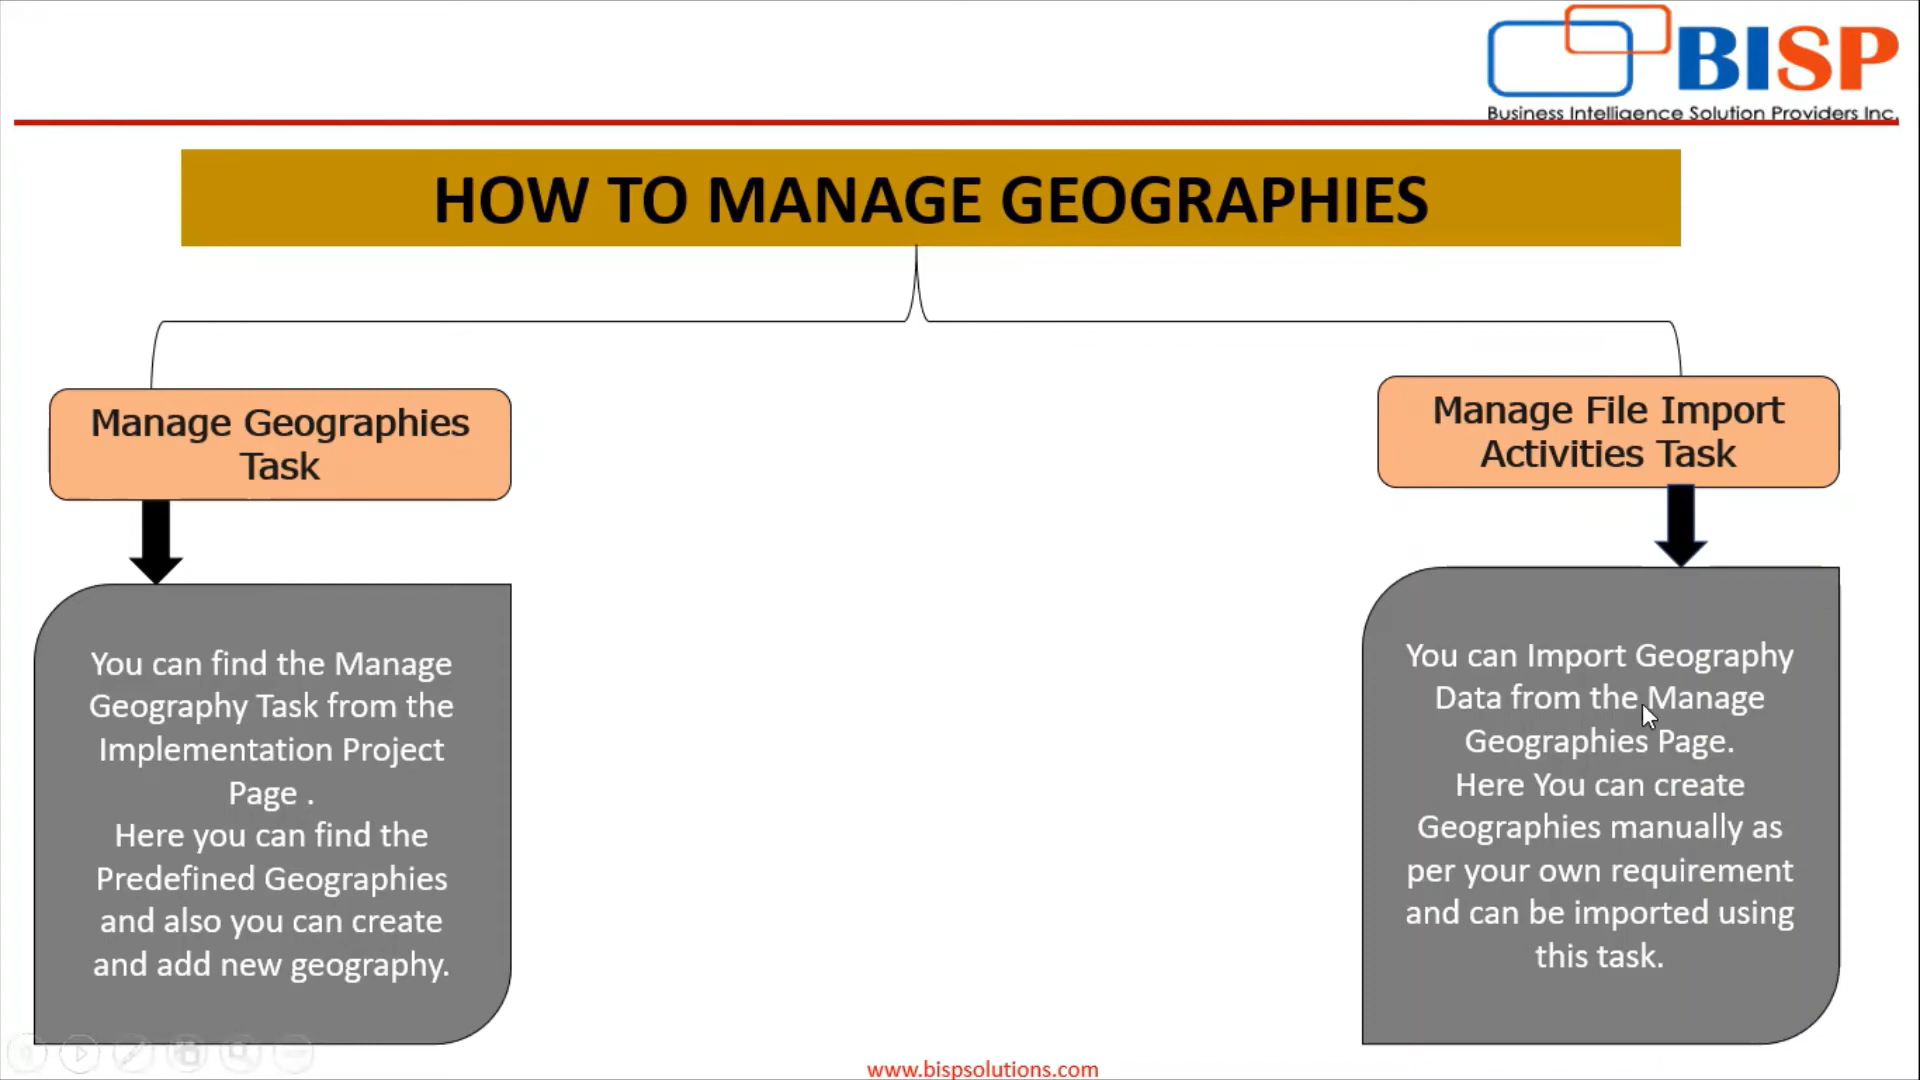 BISP
Business Intelligence Solution Providers Inc.
HOW TO MANAGE GEOGRAPHIES
Manage Geographies
Task
You can find the Manage
Geography Task from the
Implementation Project
Page .
Here you can find the
Predefined Geographies
and also you can create
and add new geography.
Manage File Import
Activities Task
You can Import Geography
Data from the Manage
Geographies Page.
Here You can create
Geographies manually as
per your own requirement
and can be imported using
this task.
www.bispsolutions.com